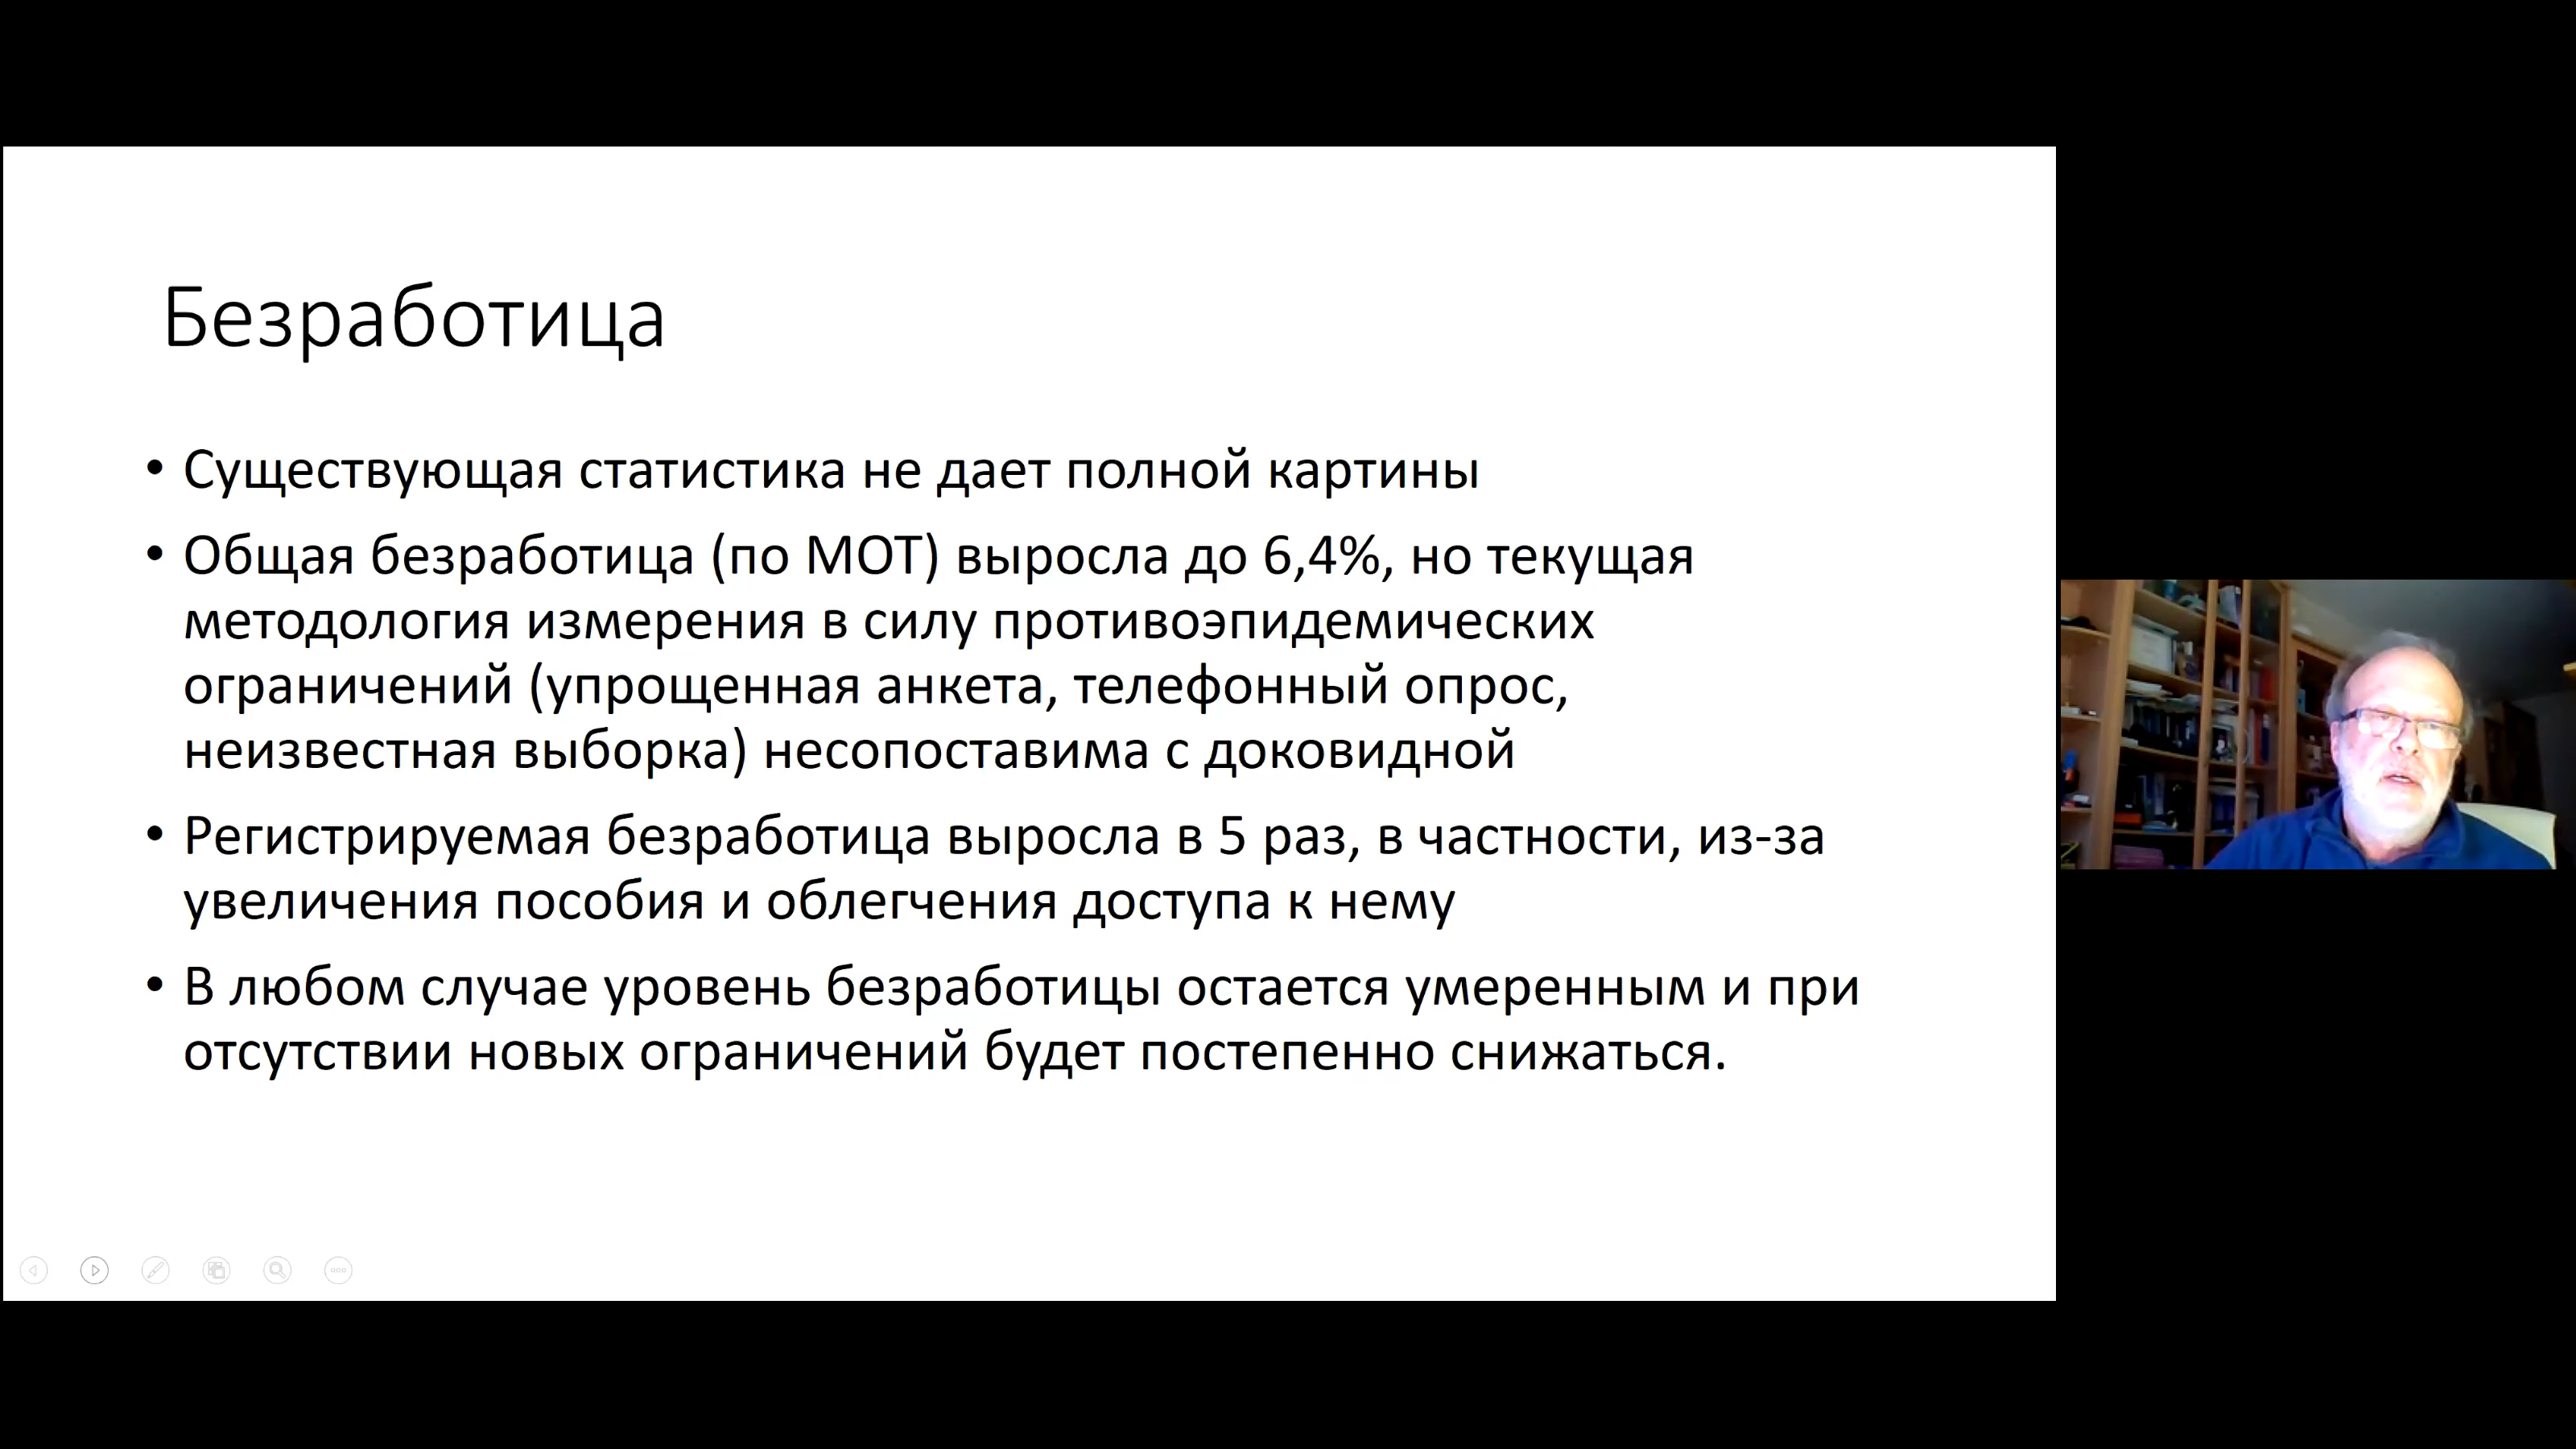 Безработица
• Существующая статистика не дает полной картины
• Общая безработица (по МОТ) выросла до 6,4%, но текущая
методология измерения в силу противоэпидемических
ограничений (упрощенная анкета, телефонный опрос,
неизвестная выборка) несопоставима с доковидной
• Регистрируемая безработица выросла в 5 раз, в частности, из-за
увеличения пособия и облегчения доступа к нему
• В любом случае уровень безработицы остается умеренным и при
отсутствии новых ограничений будет постепенно снижаться.